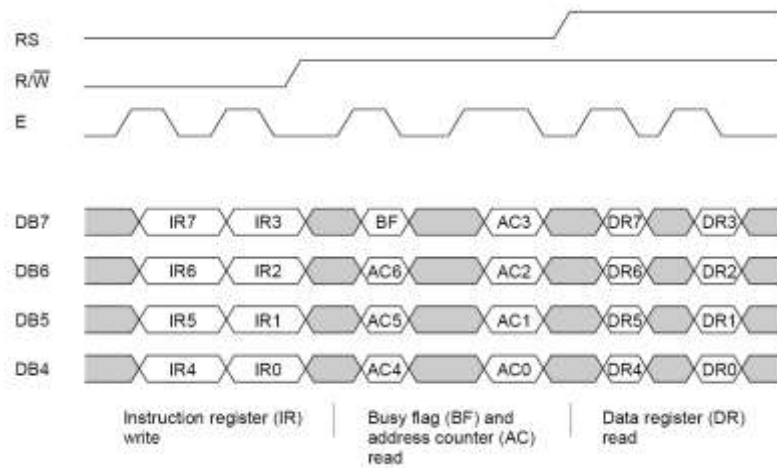 RS
R/W̅
E
DB7 IR7 IR3 BF AC3 DR7 DR3
DB6 IR6 IR2 AC6 AC2 DR6 DR2
DB5 IR5 IR1 AC5 AC1 DR5 DR1
DB4 IR4 IR0 AC4 AC0 DR4 DR0
Instruction register (IR)
write
Busy flag (BF) and
address counter (AC)
read
Data register (DR)
read